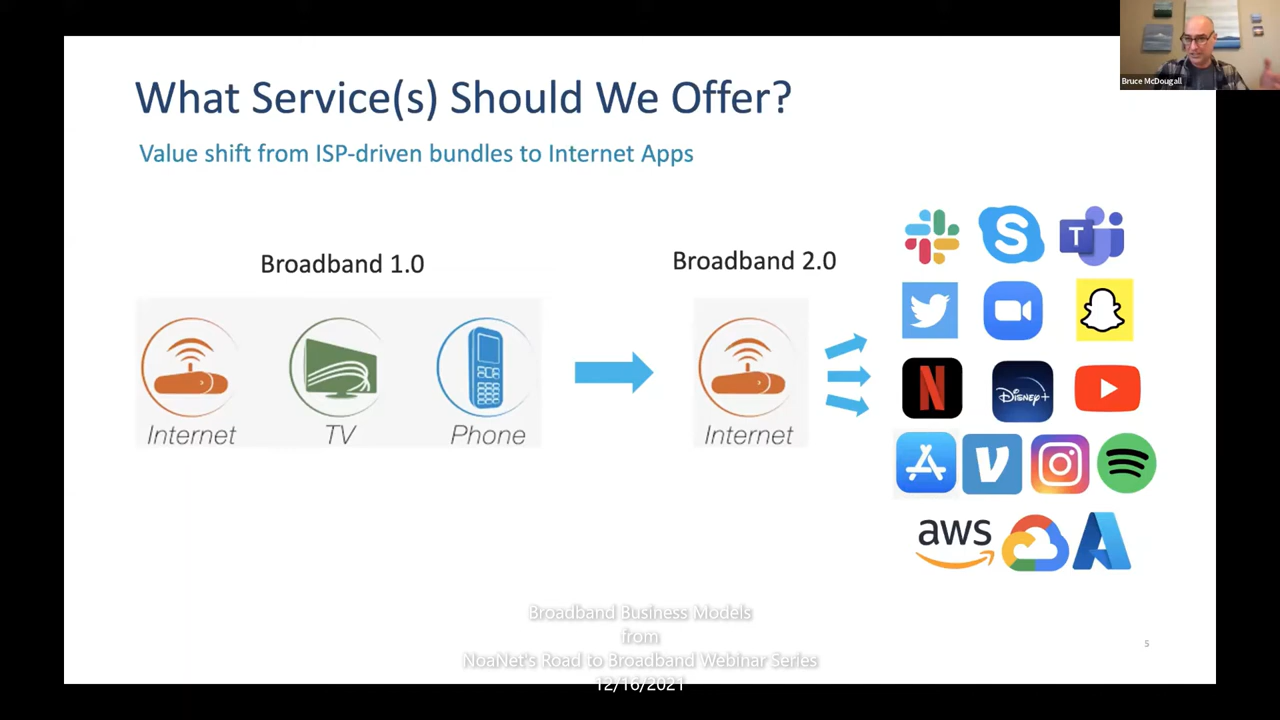 Bruce McDougall
What Service(s) Should We Offer?
Value shift from ISP-driven bundles to Internet Apps
Broadband 1.0
Broadband 2.0
Internet
TV
Phone
Internet
S
T
N
Disney+
aws
Broadband Business Models
from
NoaNet's Road to Broadband Webinar Series
12/16/2021
5